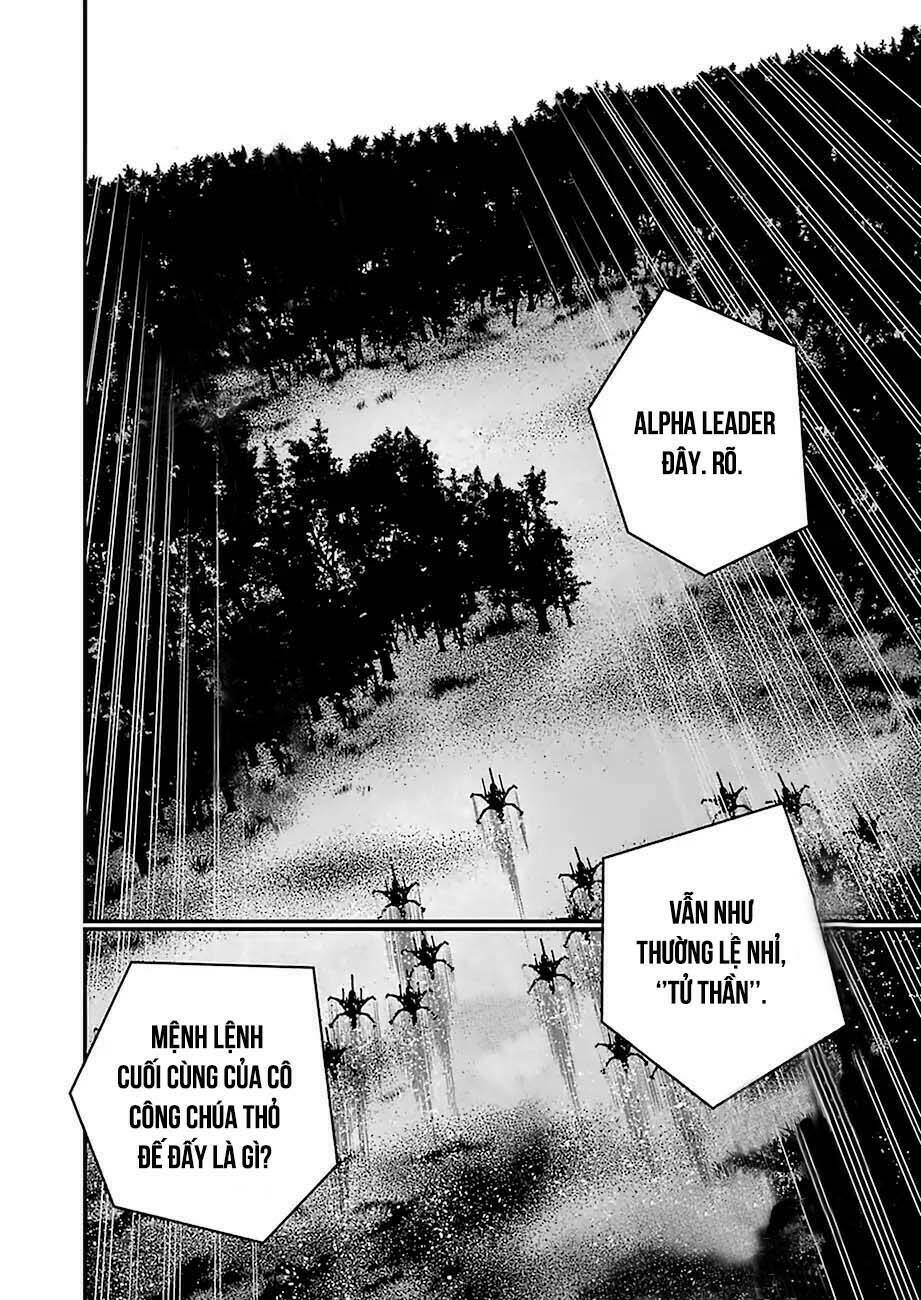 ALPHA LEADER
ĐÂY. RÕ.
VẪN NHƯ
THƯỜNG LỆ NHỈ,
‘’TỬ THẦN’’.
MỆNH LỆNH
CUỐI CÙNG CỦA CÔ
CÔNG CHÚA THỎ
ĐẾ ĐẤY LÀ GÌ?